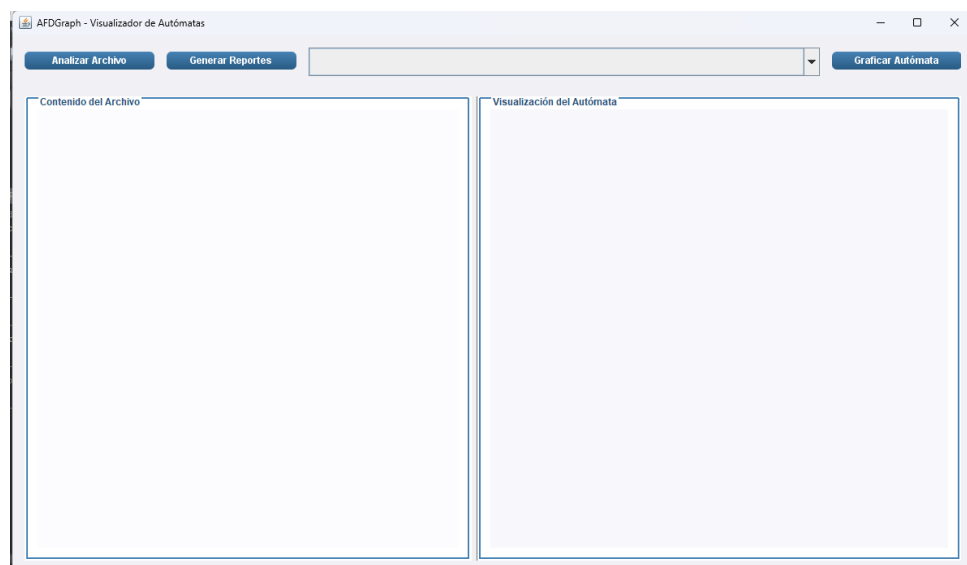 AFDGraph - Visualizador de Autómatas
Analizar Archivo
Generar Reportes
Graficar Autómata
Contenido del Archivo
Visualización del Autómata